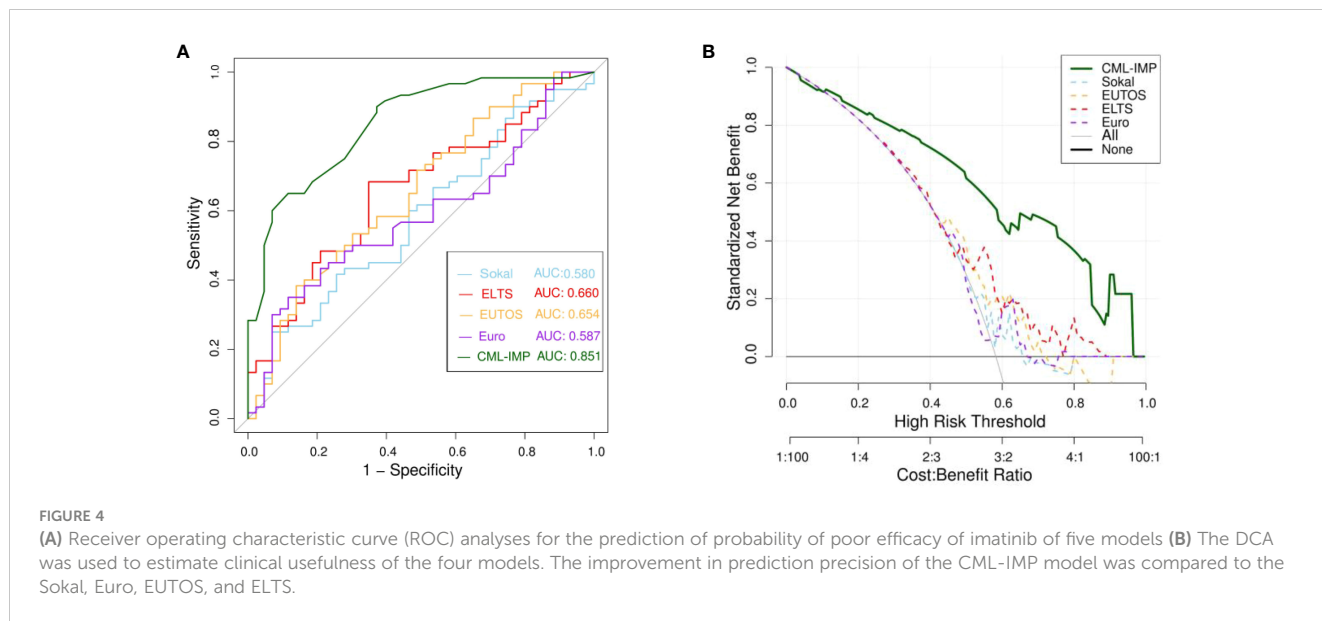 A
Sensitivity
1.0
0.8
0.6
0.4
0.2
0.0
Sokal AUC:0.580
ELTS AUC: 0.660
EUTOS AUC: 0.654
Euro AUC: 0.587
CML-IMP AUC: 0.851
0.0 0.2 0.4 0.6 0.8 1.0
1 − Specificity
B
Standardized Net Benefit
1.0
0.8
0.6
0.4
0.2
0.0
CML-IMP
Sokal
EUTOS
ELTS
Euro
All
None
0.0 0.2 0.4 0.6 0.8 1.0
High Risk Threshold
1:100 1:4 2:3 3:2 4:1 100:1
Cost:Benefit Ratio
FIGURE 4
(A) Receiver operating characteristic curve (ROC) analyses for the prediction of probability of poor efficacy of imatinib of five models (B) The DCA
was used to estimate clinical usefulness of the four models. The improvement in prediction precision of the CML-IMP model was compared to the
Sokal, Euro, EUTOS, and ELTS.